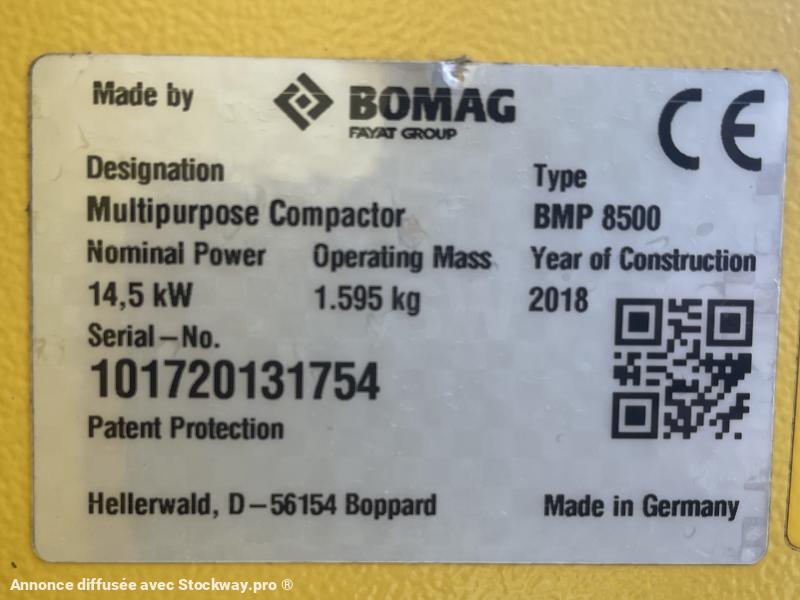 Made by
BOMAG
FAYAT GROUP
CE
Designation
Type
Multipurpose Compactor
BMP 8500
Nominal Power
Operating Mass
Year of Construction
14,5 kW
1.595 kg
2018
Serial-No.
101720131754
Patent Protection
Hellerwald, D-56154 Boppard
Made in Germany
Annonce diffusée avec Stockway.pro ®